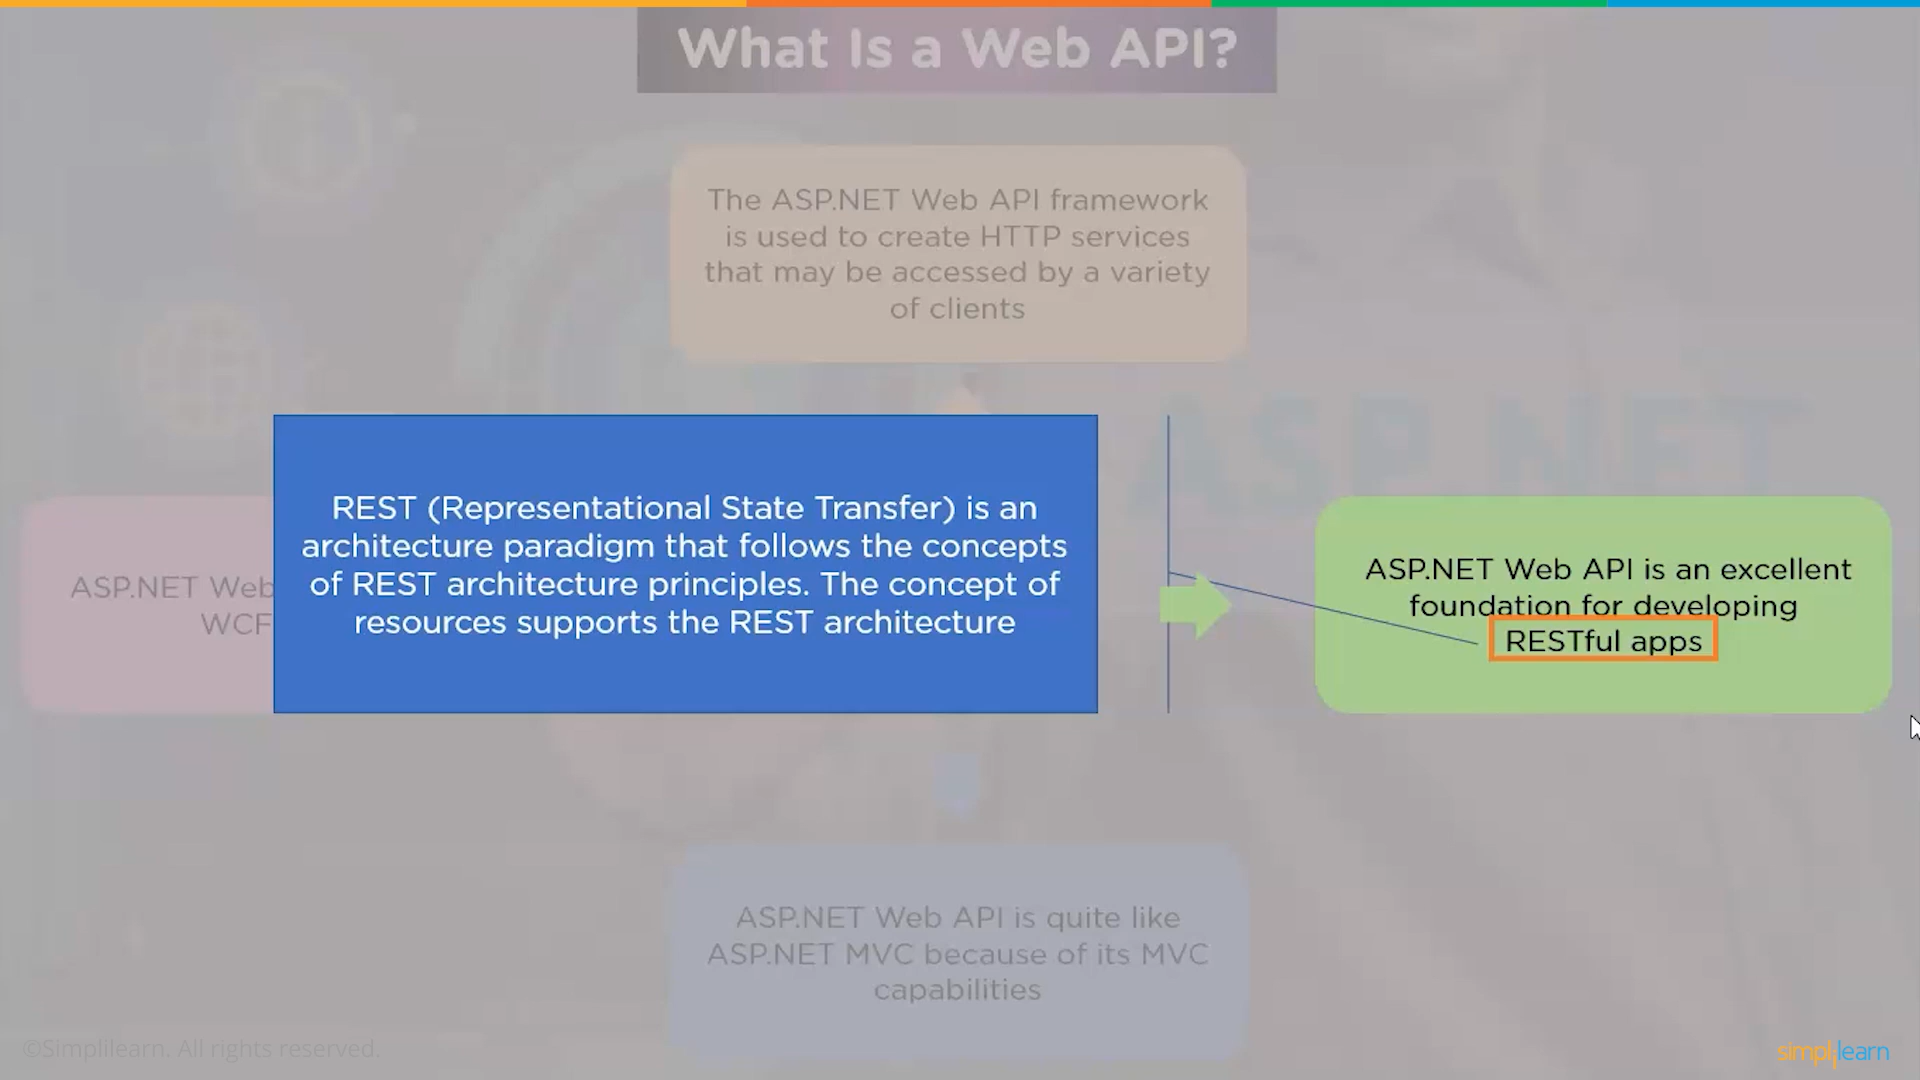 What Is a Web API?
The ASP.NET Web API framework
is used to create HTTP services
that may be accessed by a variety
of clients
ASP.NET Web
WCF
REST (Representational State Transfer) is an
architecture paradigm that follows the concepts
of REST architecture principles. The concept of
resources supports the REST architecture
ASP.NET
ASP.NET Web API is an excellent
foundation for developing
RESTful apps
ASP.NET Web API is quite like
ASP.NET MVC because of its MVC
capabilities
©Simplilearn. All rights reserved.
simplilearn